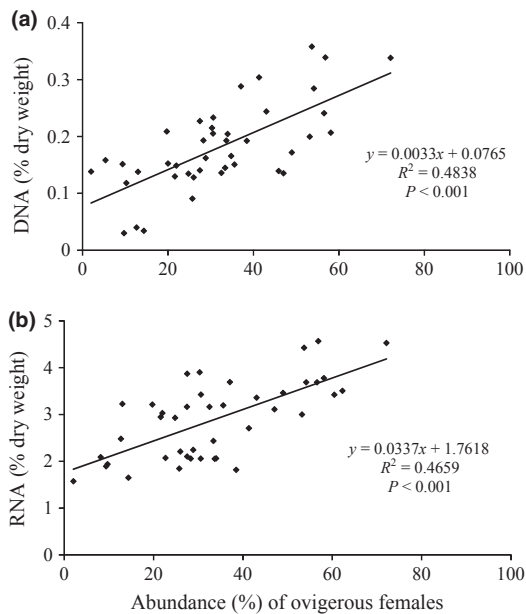 (a)
0.4
0.3
0.2
0.1
0
DNA (% dry weight)
y = 0.0033x + 0.0765
R² = 0.4838
P < 0.001
0 20 40 60 80 100
(b)
5
4
3
2
1
0
RNA (% dry weight)
y = 0.0337x + 1.7618
R² = 0.4659
P < 0.001
0 20 40 60 80 100
Abundance (%) of ovigerous females